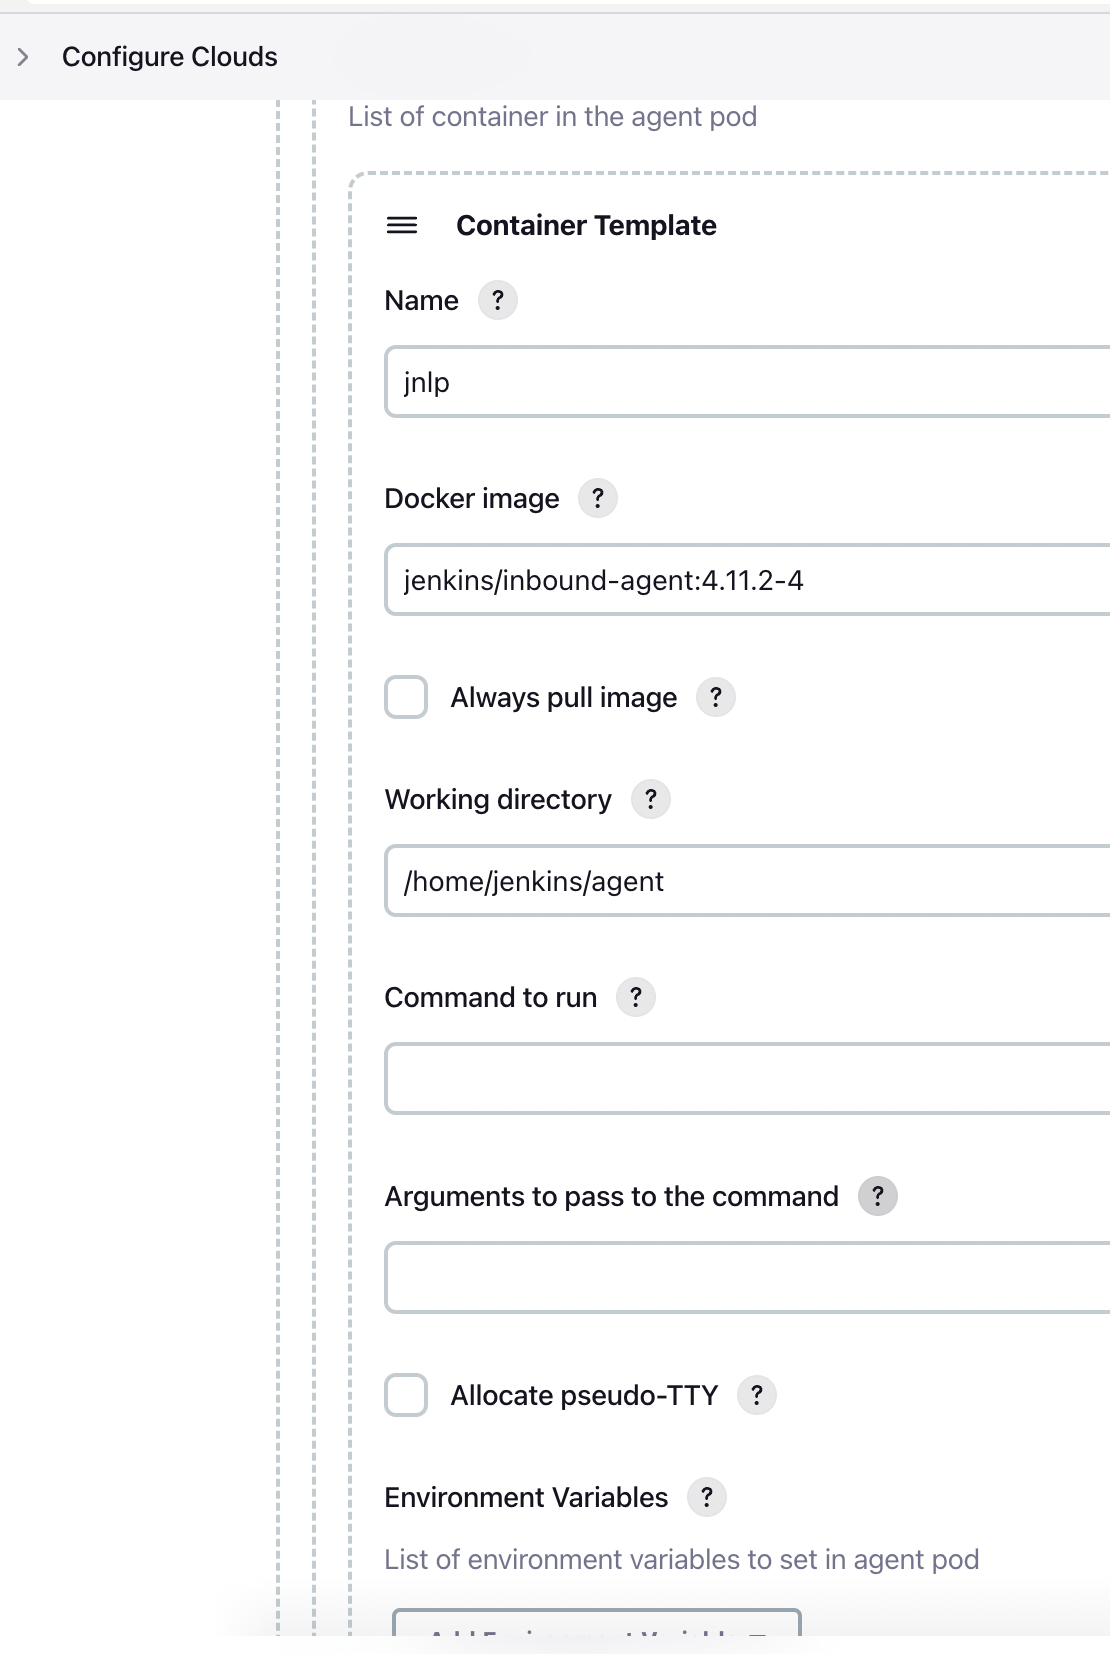 Configure Clouds
List of container in the agent pod
Container Template
Name ?
jnlp
Docker image ?
jenkins/inbound-agent:4.11.2-4
Always pull image ?
Working directory ?
/home/jenkins/agent
Command to run ?
Arguments to pass to the command ?
Allocate pseudo-TTY ?
Environment Variables ?
List of environment variables to set in agent pod